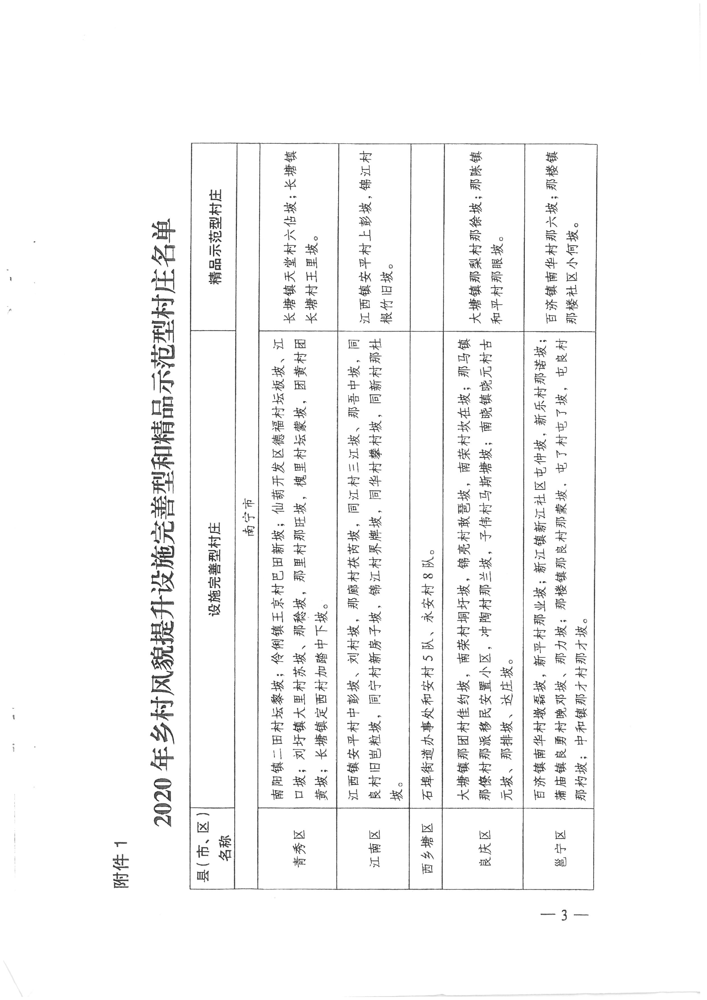 附件 1
2020 年乡村风貌提升设施完善型和精品示范型村庄名单
县（市、区）
名称
设施完善型村庄
精品示范型村庄
南宁市
青秀区
南阳镇二田村坛黎坡；伶俐镇王京村巴田新坡；仙葫开发区德福村坛板坡、江
口坡；刘圩镇大里村苏坡、那稔坡，那里村那旺坡，槐里村坛蒙坡，团黄村团
黄坡；长塘镇定西村加踏中下坡。
长塘镇天堂村六佔坡；长塘镇
长塘村王里坡。
江南区
江西镇安平村中彭坡、刘村坡，那廊村茯芮坡，同江村三江坡、那吾中坡，同
良村旧岜粒坡，同宁村新房子坡，锦江村界牌坡，同华村攀村坡，同新村那杜
坡。
江西镇安平村上彭坡，锦江村
根竹旧坡。
西乡塘区
石埠街道办事处和安村 5 队、永安村 8 队。
良庆区
大塘镇那团村佳约坡，南荣村垌圩坡，锦亮村敢琶坡，南荣村坎在坡；那马镇
那僚村那派移民安置小区，冲陶村那兰坡，子伟村马斯塘坡；南晓镇晓元村古
元坡、那排坡、达庄坡。
大塘镇那梨村那徐坡；那陈镇
和平村那眼坡。
邕宁区
百济镇南华村墩磊坡，新平村那业坡；新江镇新江社区屯仲坡，新乐村那诺坡；
蒲庙镇良勇村晚邓坡、那力坡；那楼镇那良村那蒙坡，屯了村屯了坡，屯良村
那杓坡；中和镇那才村那才坡。
百济镇南华村那六坡；那楼镇
那楼社区小何坡。
— 3 —